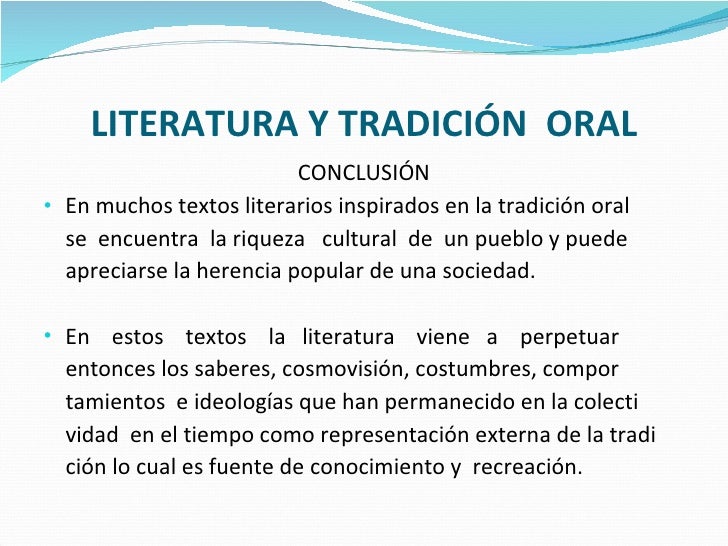 LITERATURA Y TRADICIÓN ORAL
CONCLUSIÓN
• En muchos textos literarios inspirados en la tradición oral
se encuentra la riqueza cultural de un pueblo y puede
apreciarse la herencia popular de una sociedad.
• En estos textos la literatura viene a perpetuar
entonces los saberes, cosmovisión, costumbres, compor
tamientos e ideologías que han permanecido en la colecti
vidad en el tiempo como representación externa de la tradi
ción lo cual es fuente de conocimiento y recreación.